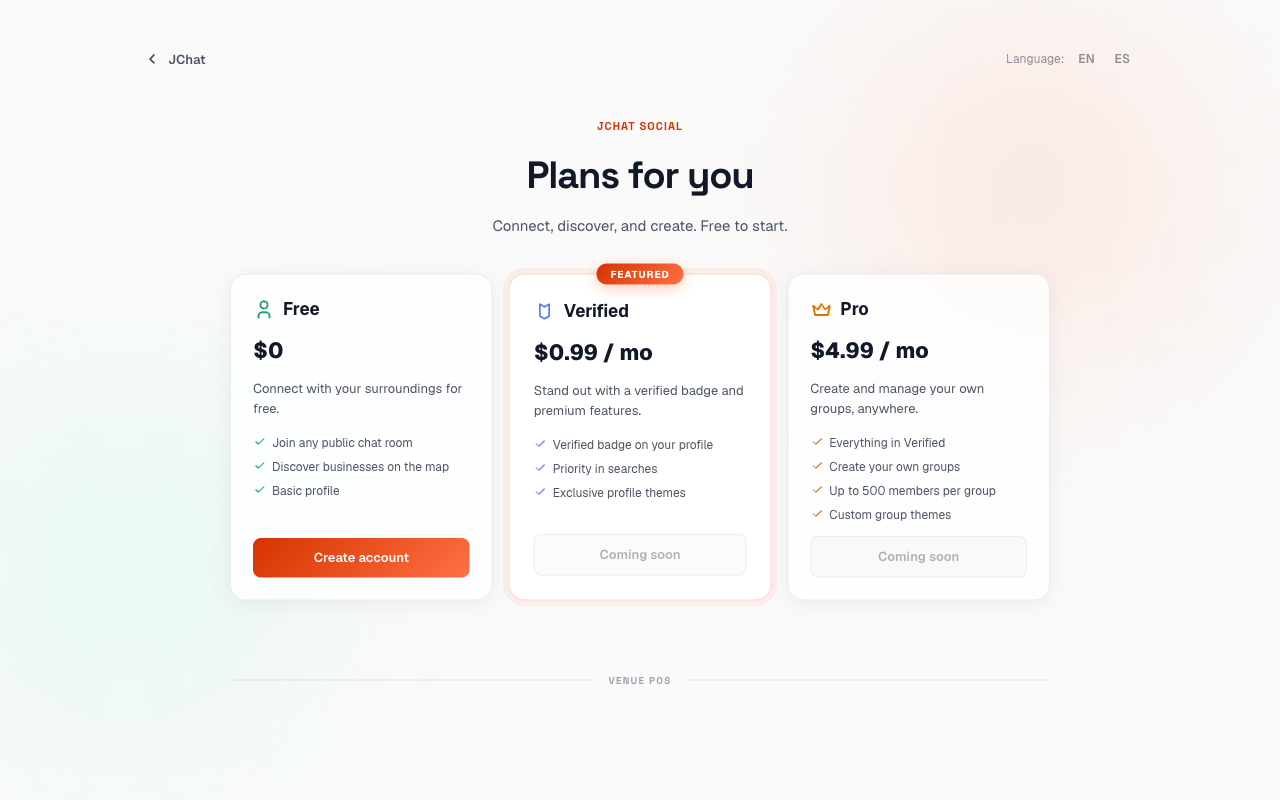 JChat
Language: EN ES
JCHAT SOCIAL
Plans for you
Connect, discover, and create. Free to start.
Free
$0
Connect with your surroundings for
free.
Join any public chat room
Discover businesses on the map
Basic profile
Create account
FEATURED
Verified
$0.99 / mo
Stand out with a verified badge and
premium features.
Verified badge on your profile
Priority in searches
Exclusive profile themes
Coming soon
Pro
$4.99 / mo
Create and manage your own
groups, anywhere.
Everything in Verified
Create your own groups
Up to 500 members per group
Custom group themes
Coming soon
VENUE POS